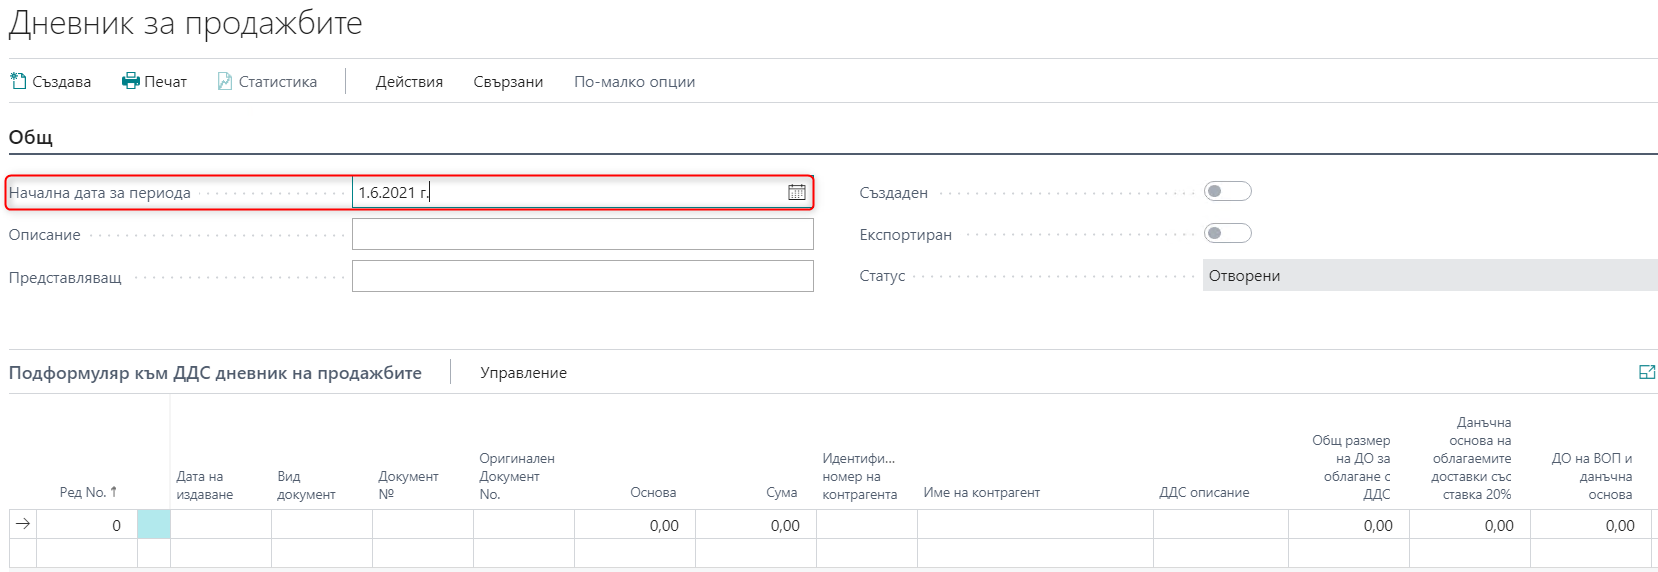 Дневник за продажбите
Създава Печат Статистика Действия Свързани По-малко опции
Общ
Начална дата за периода 1.6.2021 г.
Създаден
Описание
Експортиран
Представляващ
Статус Отворени
Подформуляр към ДДС дневник на продажбите Управление
Ред No. ↑
Дата на
издаване
Вид
документ
Документ
№
Оригинален
Документ
No.
Основа
Сума
Идентифи...
номер на
контрагента
Име на контрагент
ДДС описание
Общ размер
на ДО за
облагане с
ДДС
Данъчна
основа на
облагаемите
доставки със
ставка 20%
ДО на ВОП и
данъчна
основа
→ 0 0,00 0,00 0,00 0,00 0,00